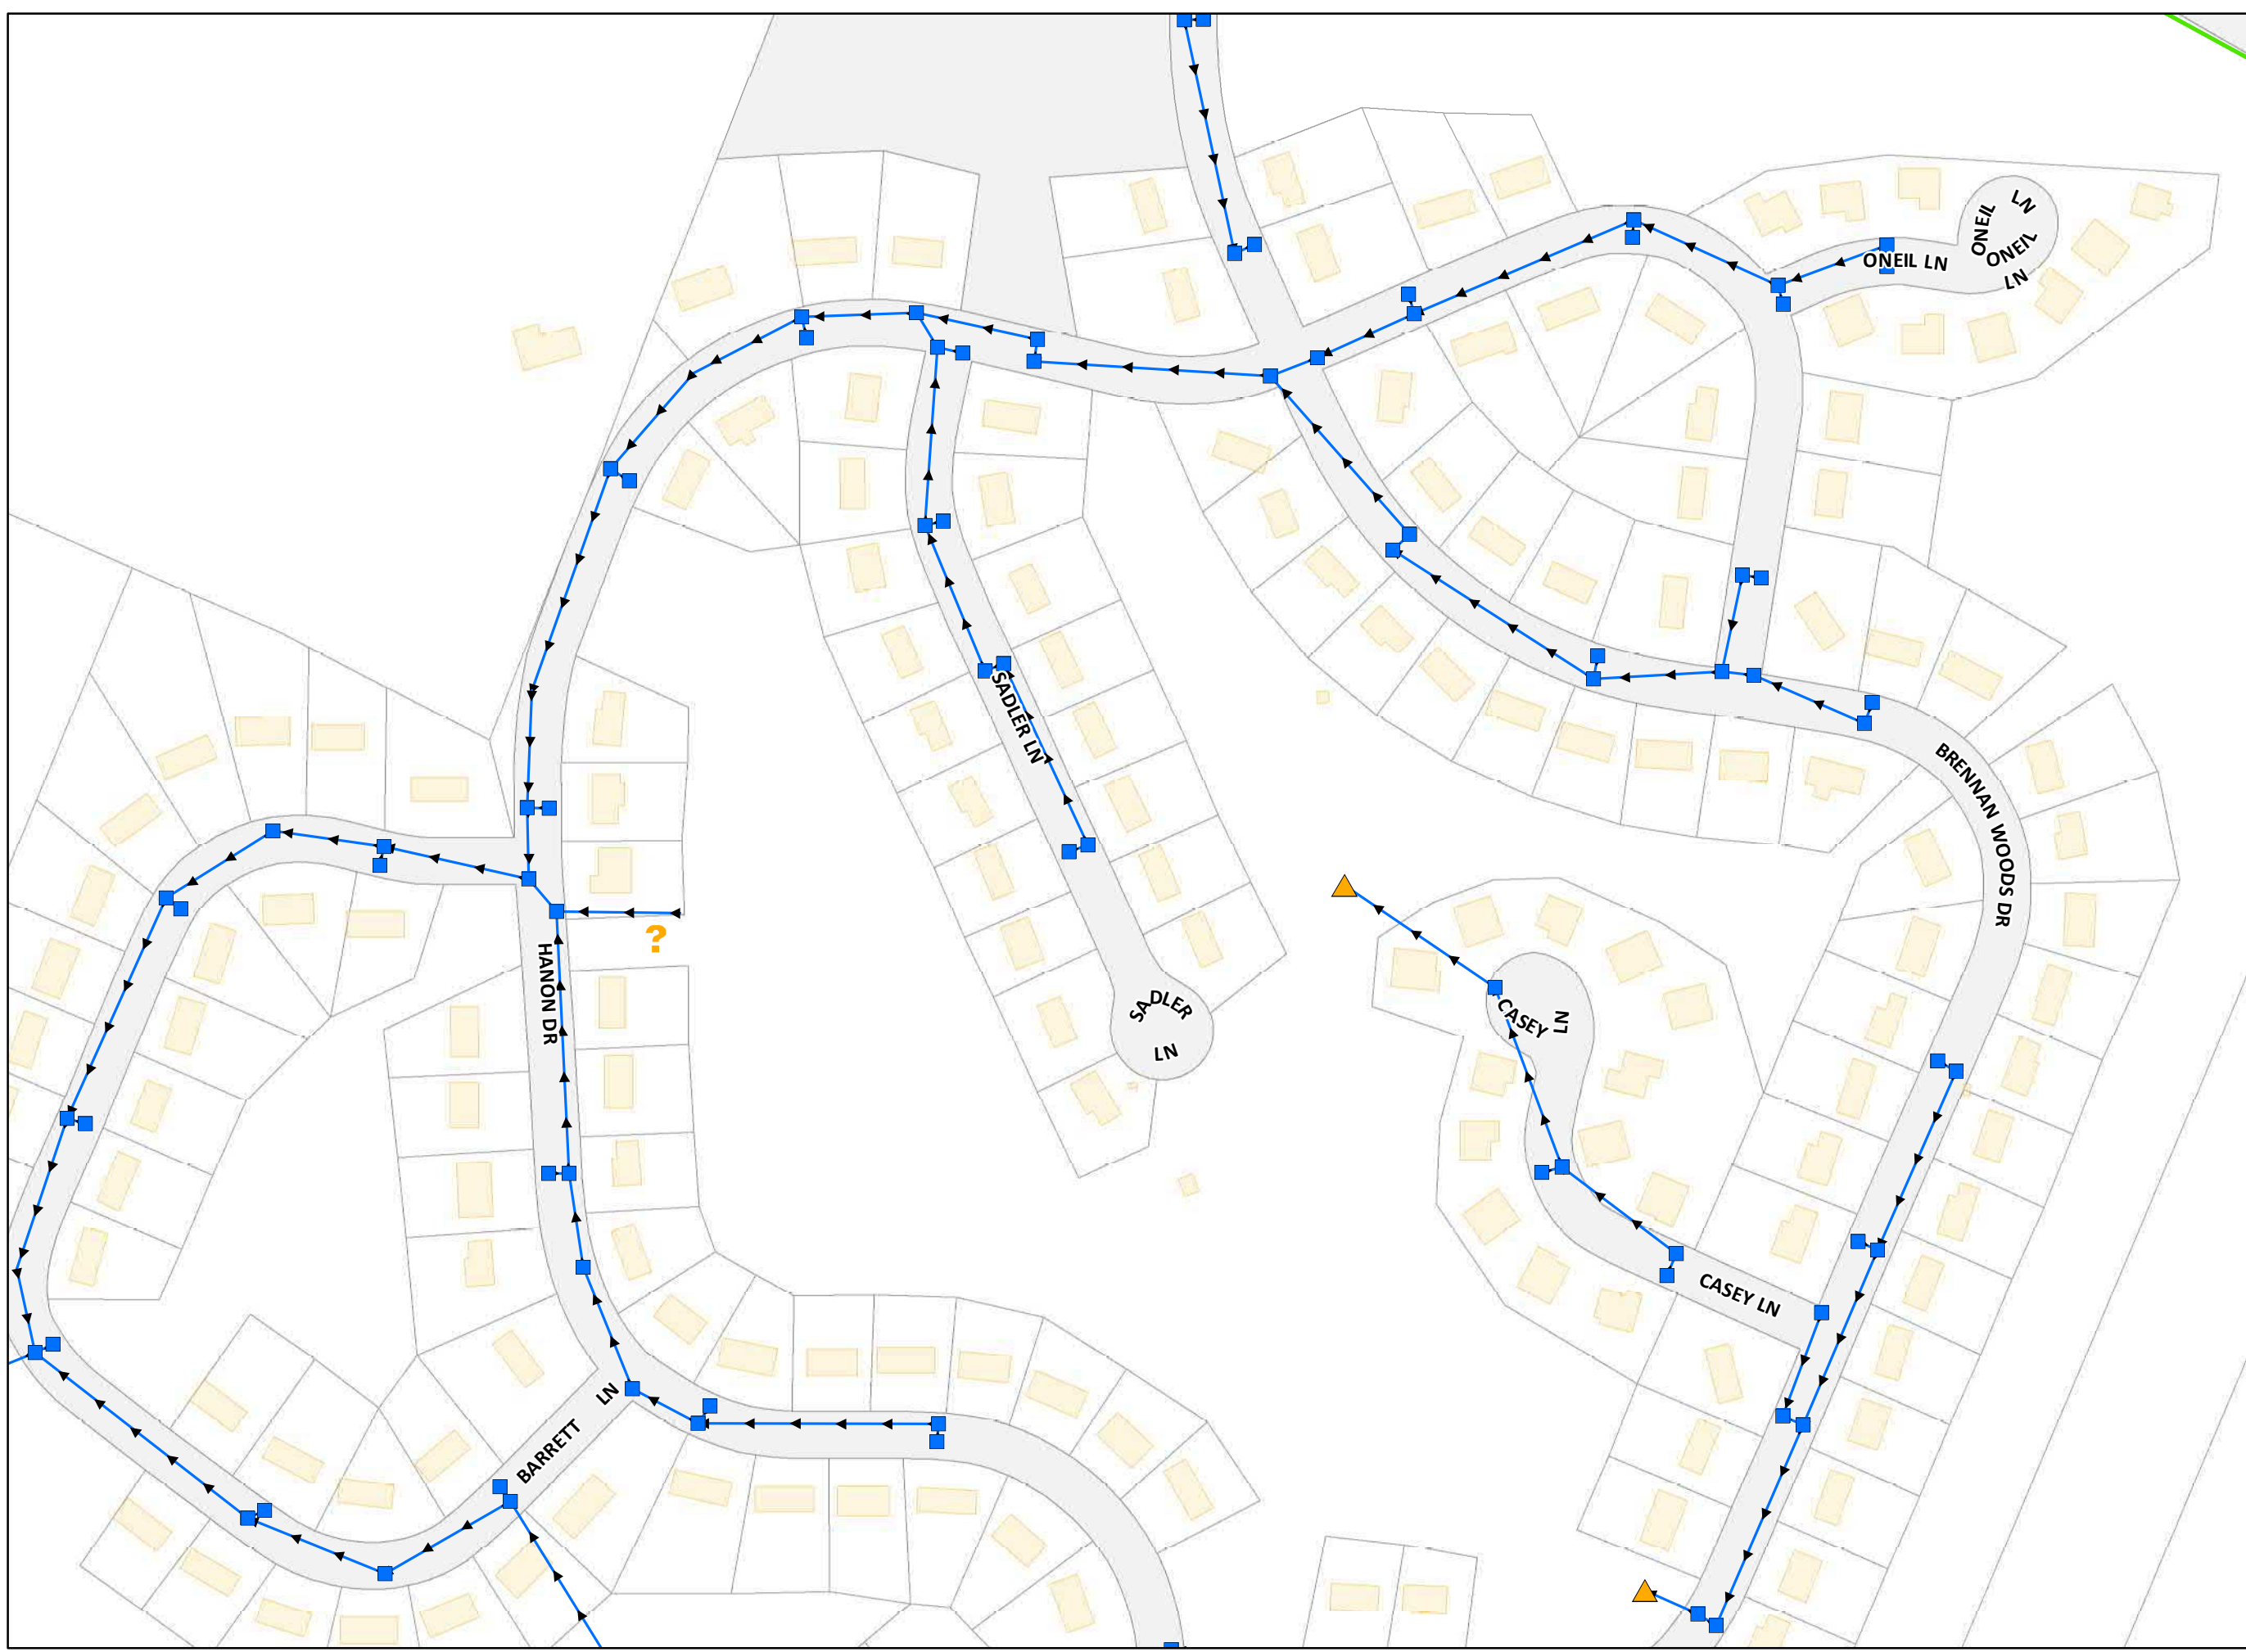 ONEIL
LN
ONEIL
LN
ONEIL LN
SADLER LN
BRENNAN WOODS DR
?
HANON DR
SADLER
LN
CASEY
LN
CASEY LN
BARRETT
LN